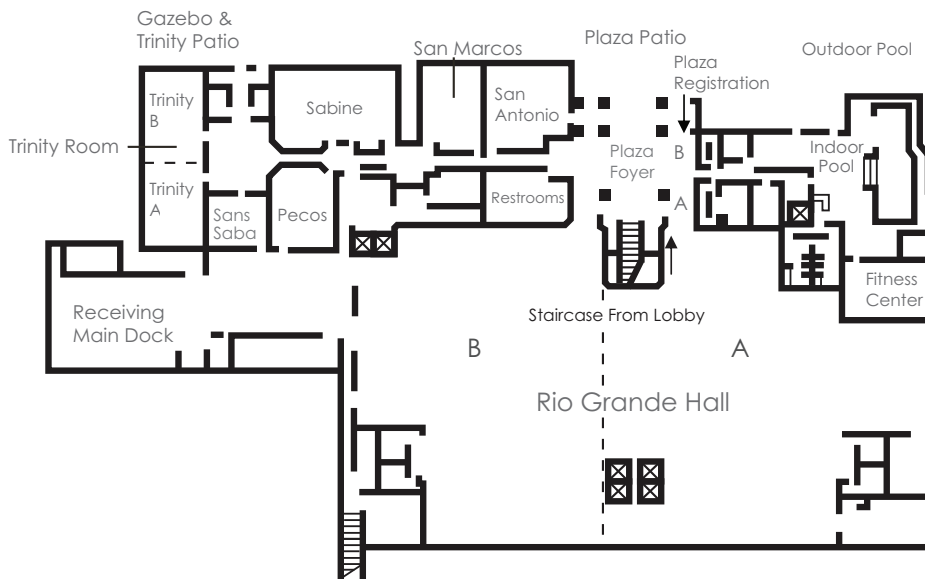 Gazebo &
Trinity Patio
San Marcos
Plaza Patio
Outdoor Pool
Plaza
Registration
Trinity
B
Sabine
San
Antonio
Trinity Room
B
Plaza
Foyer
Indoor
Pool
Trinity
A
Sans
Saba
Pecos
Restrooms
A
Receiving
Main Dock
Fitness
Center
Staircase From Lobby
B
A
Rio Grande Hall